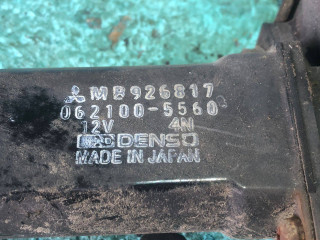 MB926817
062100-5560
12V 4N
DENSO
MADE IN JAPAN